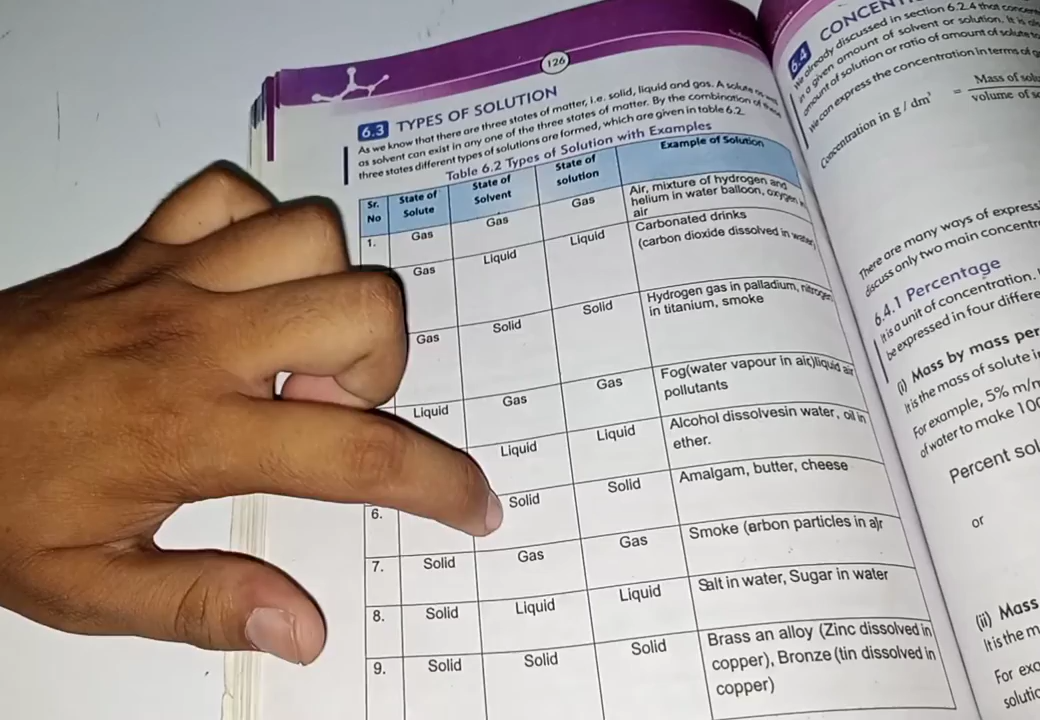 126
6.3 TYPES OF SOLUTION
As we know that there are three states of matter, i.e. solid, liquid and gas. A solute
as solvent can exist in any one of the three states of matter. By the combination of these
three states different types of solutions are formed, which are given in table 6.2
Table 6.2 Types of Solution with Examples
Sr. No State of Solute State of Solvent State of solution Example of Solution
1. Gas Gas Gas Air, mixture of hydrogen and
helium in water balloon, oxygen in
air
Gas Liquid Liquid Carbonated drinks
(carbon dioxide dissolved in water)
Gas Solid Solid Hydrogen gas in palladium, nitrogen
in titanium, smoke
Liquid Gas Gas Fog(water vapour in air)liquid air
pollutants
Liquid Liquid Alcohol dissolvesin water, oil in
ether.
6. Solid Solid Amalgam, butter, cheese
7. Solid Gas Gas Smoke (arbon particles in air
8. Solid Liquid Liquid Salt in water, Sugar in water
9. Solid Solid Solid Brass an alloy (Zinc dissolved in
copper), Bronze (tin dissolved in
copper)
6.4 CONCENT
We already discussed in section 6.2.4 that
in a given amount of solvent or solution. It is
amount of solution or ratio of amount of solute to
We can express the concentration in terms of
Concentration in g / dm³ = Mass of
volume of
There are many ways of express
discuss only two main concentr
6.4.1 Percentage
It is a unit of concentration.
be expressed in four differe
(i) Mass by mass per
It is the mass of solute i
For example, 5% m/m
of water to make 100
Percent sol
or
(ii) Mass
It is the m
For exa
soluti